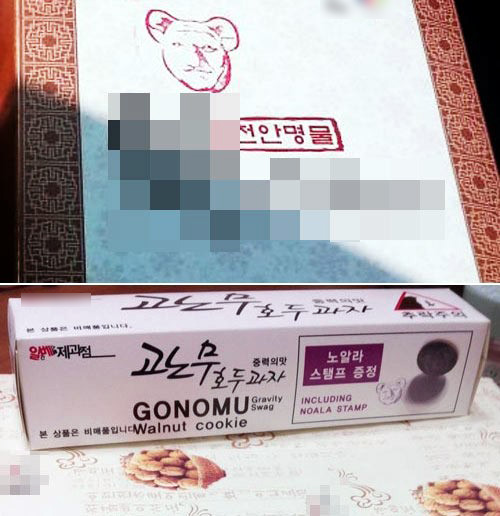 천안명물
고노무 호두과자
중력의맛
본 상품은 비매품입니다.
일베제과점
고노무
호두과자
중력의맛
노알라
스탬프 증정
GONOMU
Gravity
Swag
Walnut cookie
INCLUDING
NOALA STAMP
본 상품은 비매품입니다